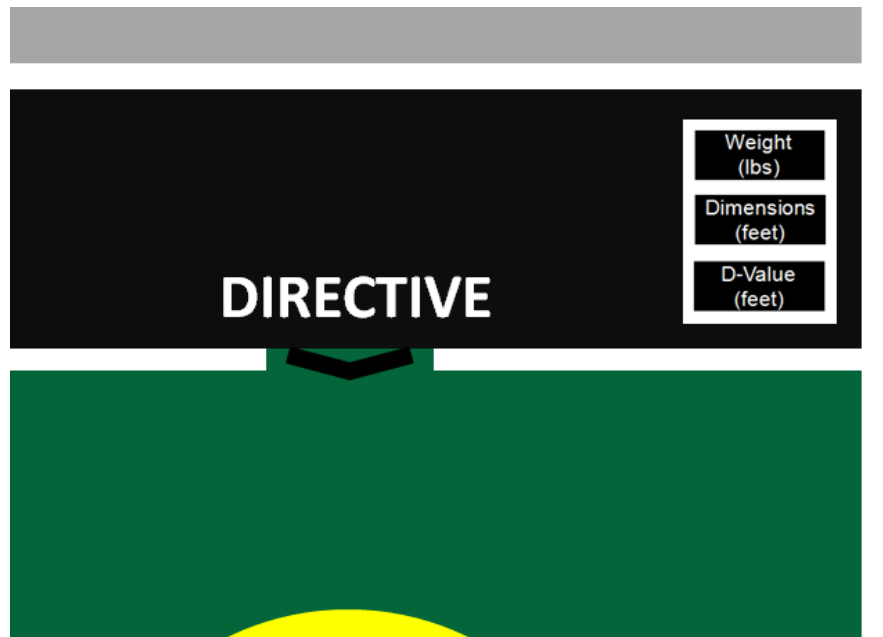 Weight
(lbs)
Dimensions
(feet)
D-Value
(feet)
DIRECTIVE